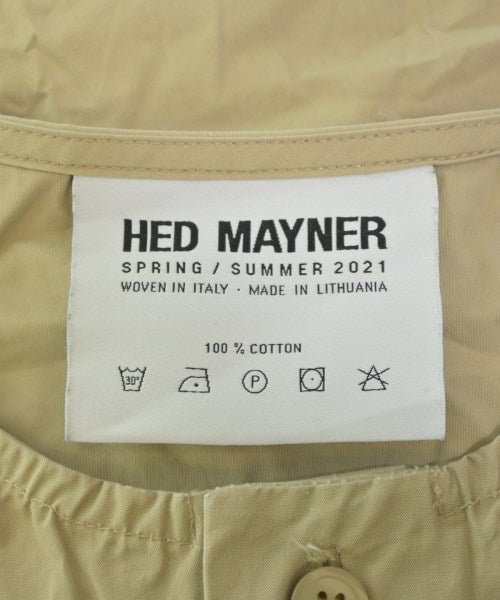 HED MAYNER
SPRING / SUMMER 2021
WOVEN IN ITALY · MADE IN LITHUANIA
100 % COTTON
30° P